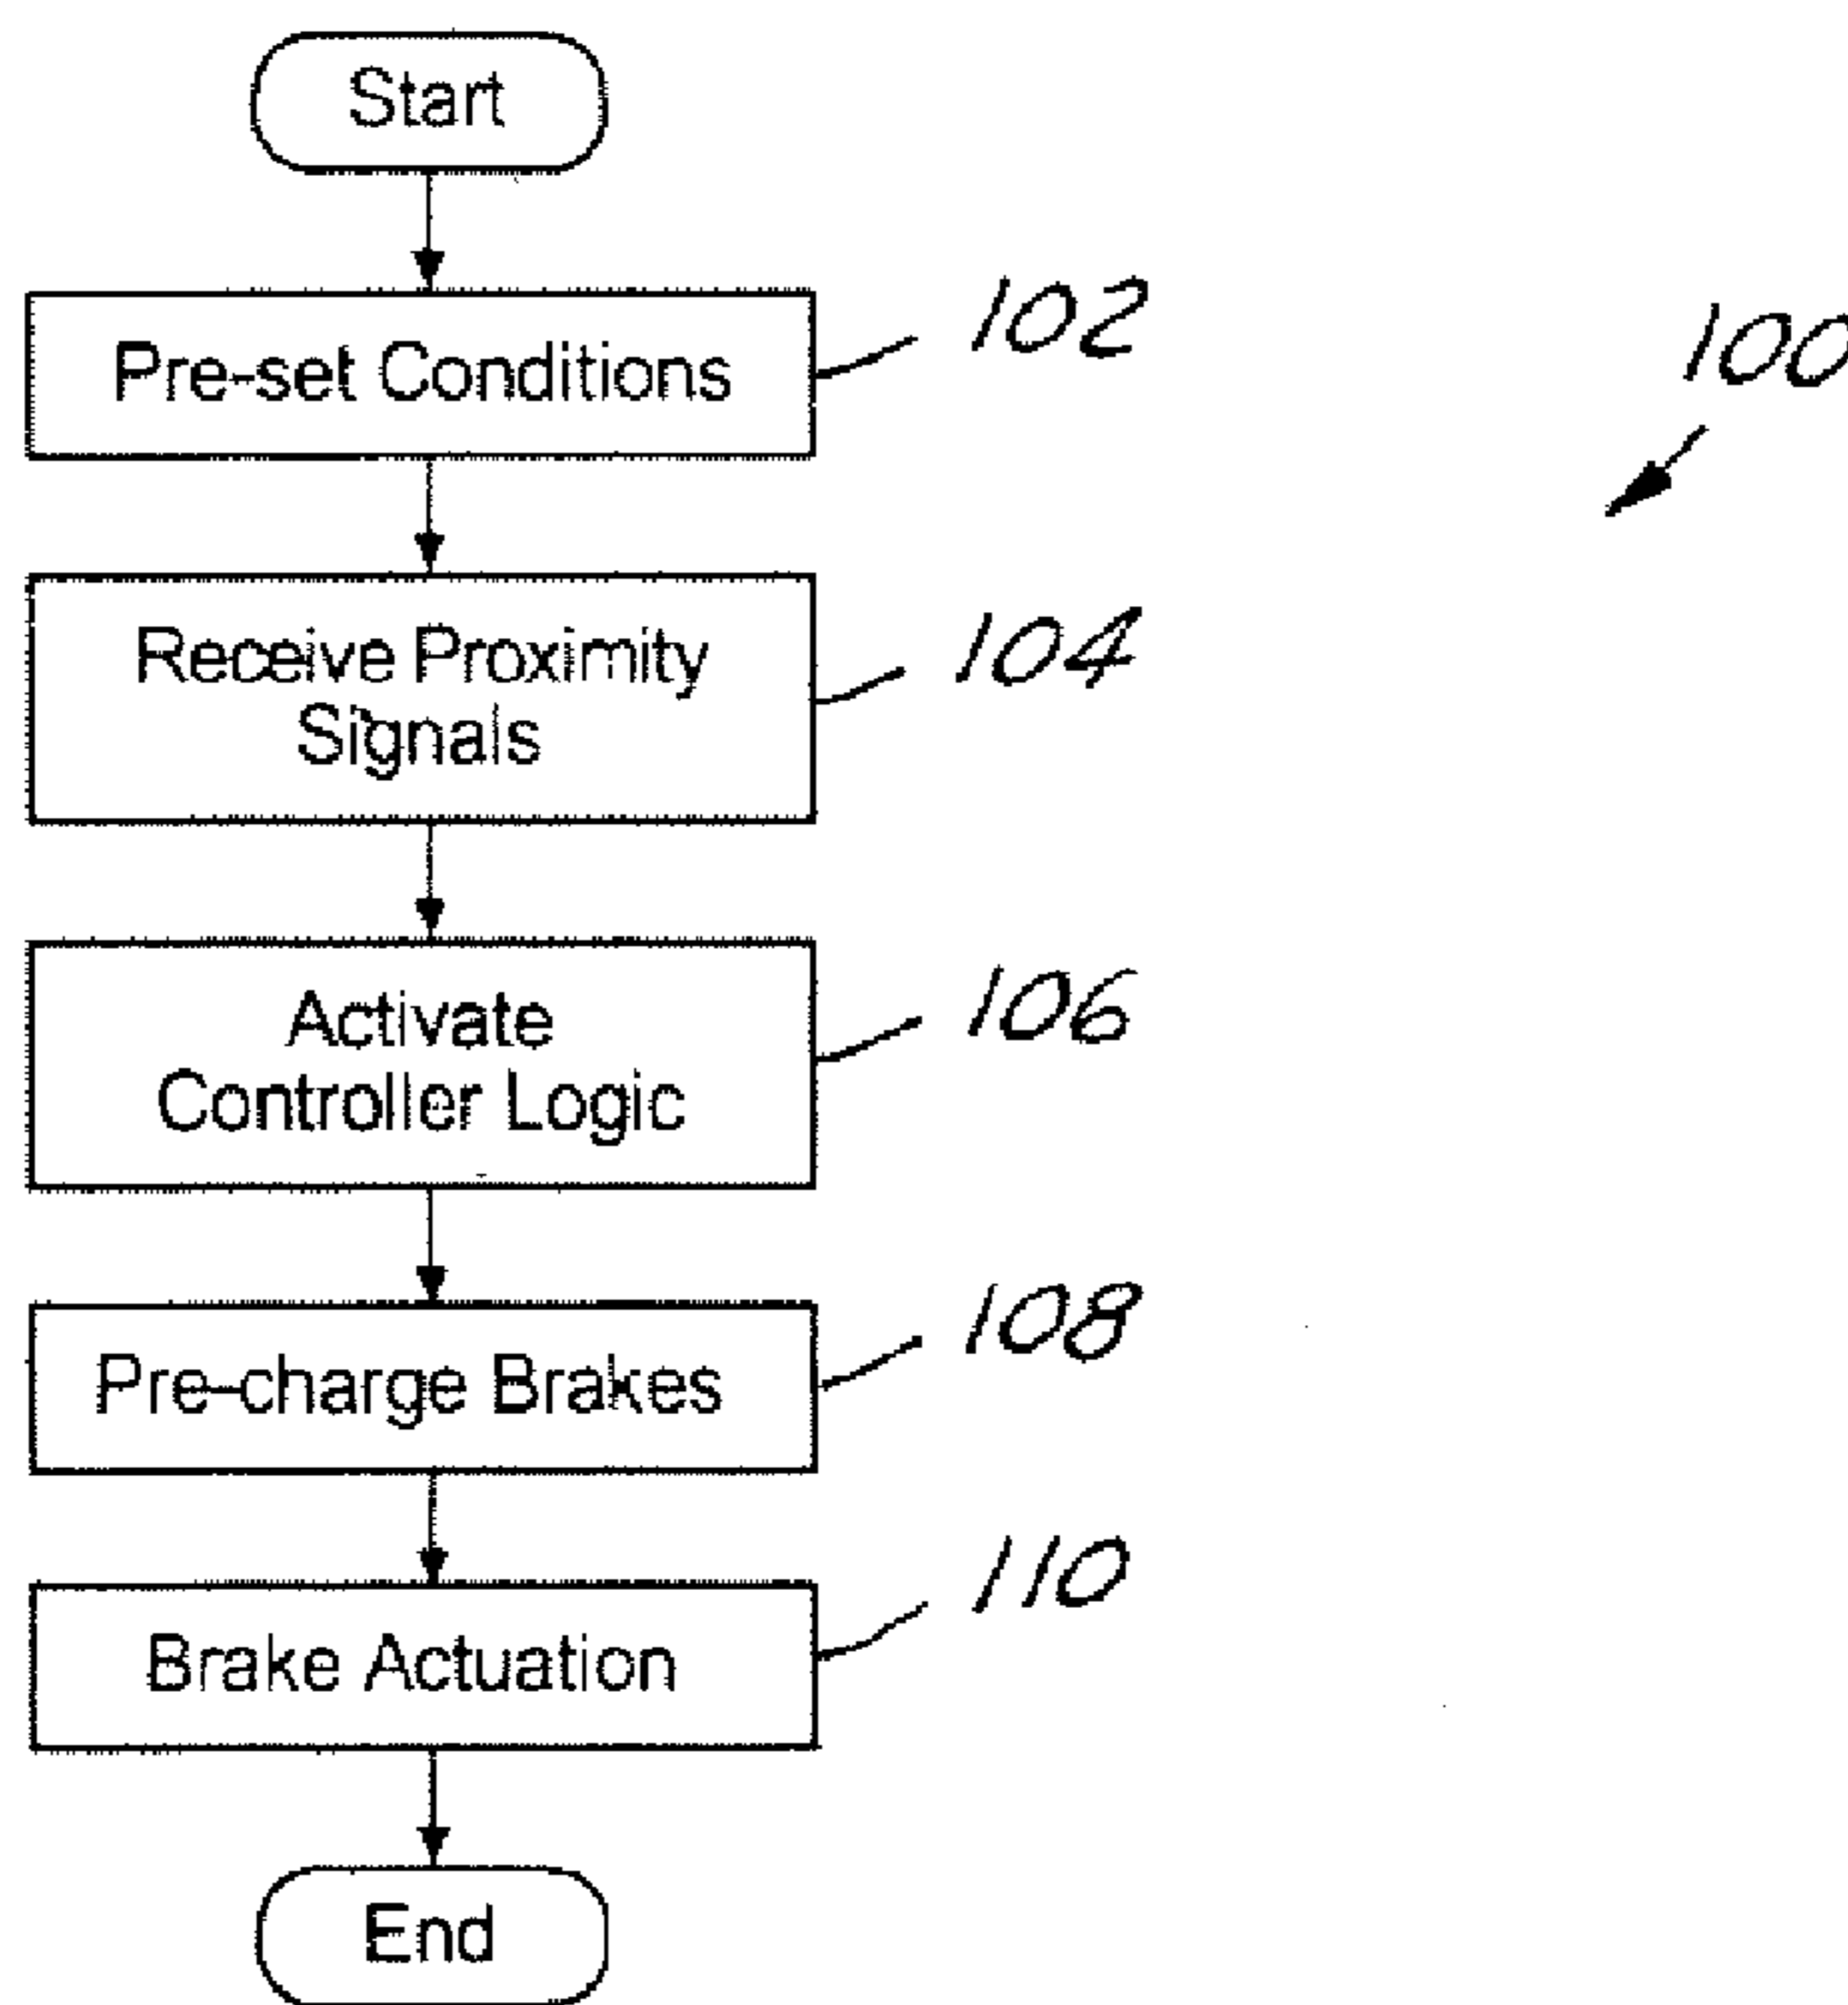 Start
Pre-set Conditions
102
100
Receive Proximity
Signals
104
Activate
Controller Logic
106
Pre-charge Brakes
108
Brake Actuation
110
End